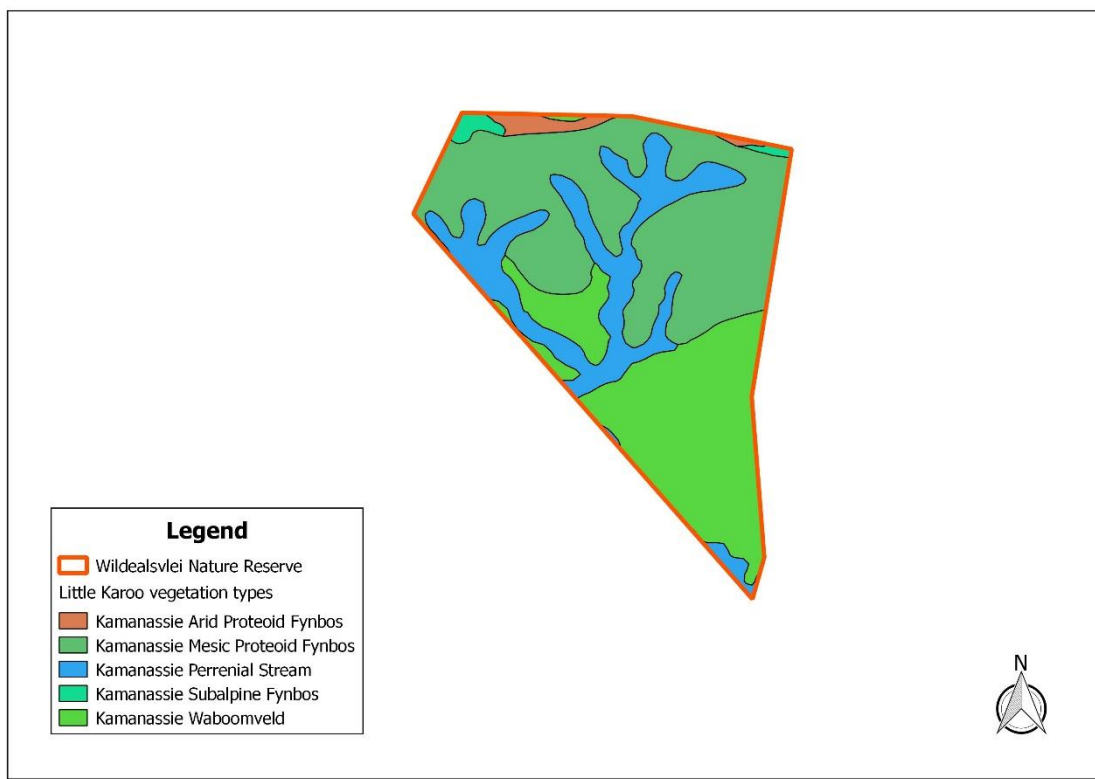 Legend
Wildealsvlei Nature Reserve
Little Karoo vegetation types
Kamanassie Arid Proteoid Fynbos
Kamanassie Mesic Proteoid Fynbos
Kamanassie Perrenial Stream
Kamanassie Subalpine Fynbos
Kamanassie Waboomveld
N